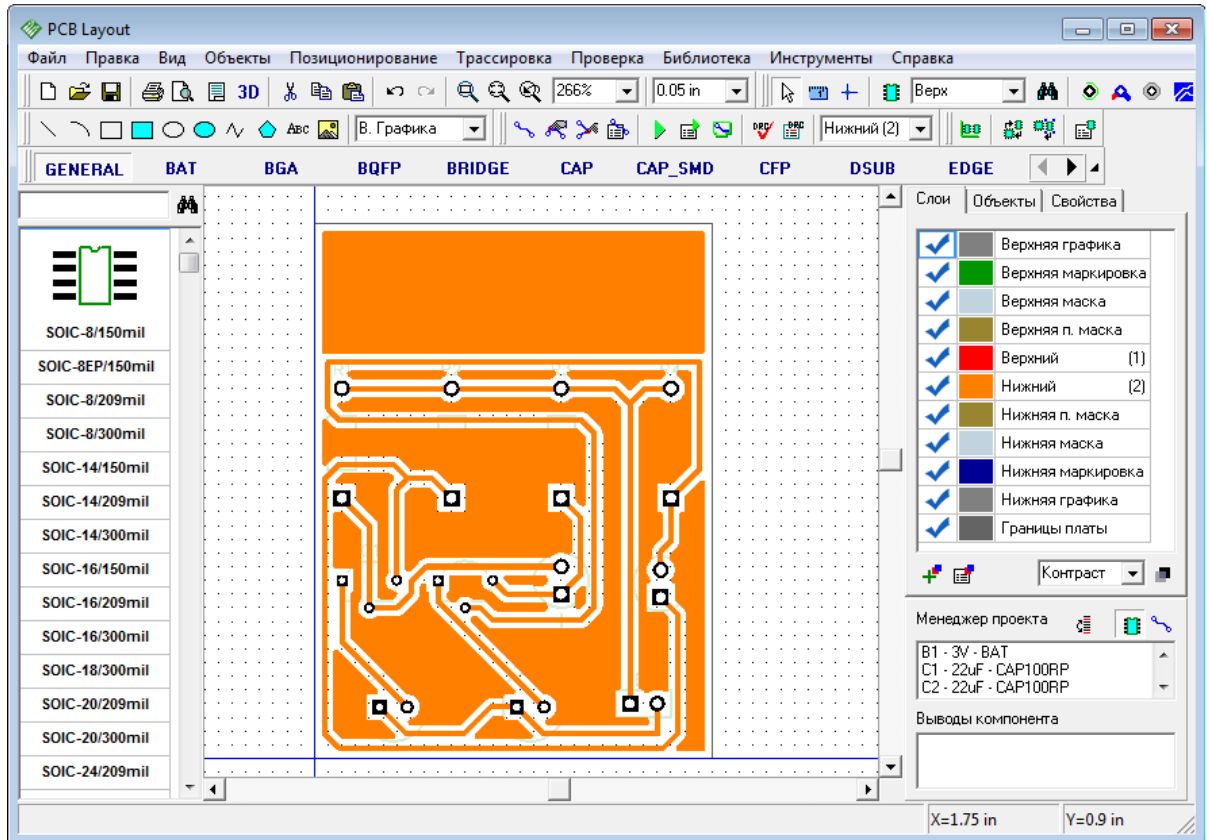 PCB Layout
Файл Правка Вид Объекты Позиционирование Трассировка Проверка Библиотека Инструменты Справка
3D 266% 0.05 in Верх
ABC В. Графика DRC Нижний (2)
GENERAL BAT BGA BQFP BRIDGE CAP CAP_SMD CFP DSUB EDGE
SOIC-8/150mil
SOIC-8EP/150mil
SOIC-8/209mil
SOIC-8/300mil
SOIC-14/150mil
SOIC-14/209mil
SOIC-14/300mil
SOIC-16/150mil
SOIC-16/209mil
SOIC-16/300mil
SOIC-18/300mil
SOIC-20/209mil
SOIC-20/300mil
SOIC-24/209mil
Слои Объекты Свойства
Верхняя графика
Верхняя маркировка
Верхняя маска
Верхняя п. маска
Верхний (1)
Нижний (2)
Нижняя п. маска
Нижняя маска
Нижняя маркировка
Нижняя графика
Границы платы
Контраст
Менеджер проекта
B1 - 3V - BAT
C1 - 22uF - CAP100RP
C2 - 22uF - CAP100RP
Выводы компонента
X=1.75 in Y=0.9 in